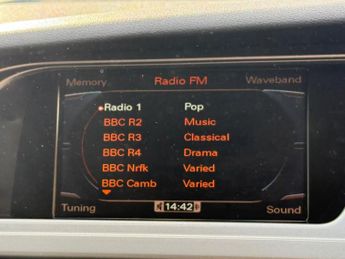 Memory Radio FM Waveband
Radio 1 Pop
BBC R2 Music
BBC R3 Classical
BBC R4 Drama
BBC Nrfk Varied
BBC Camb Varied
Tuning 14:42 Sound